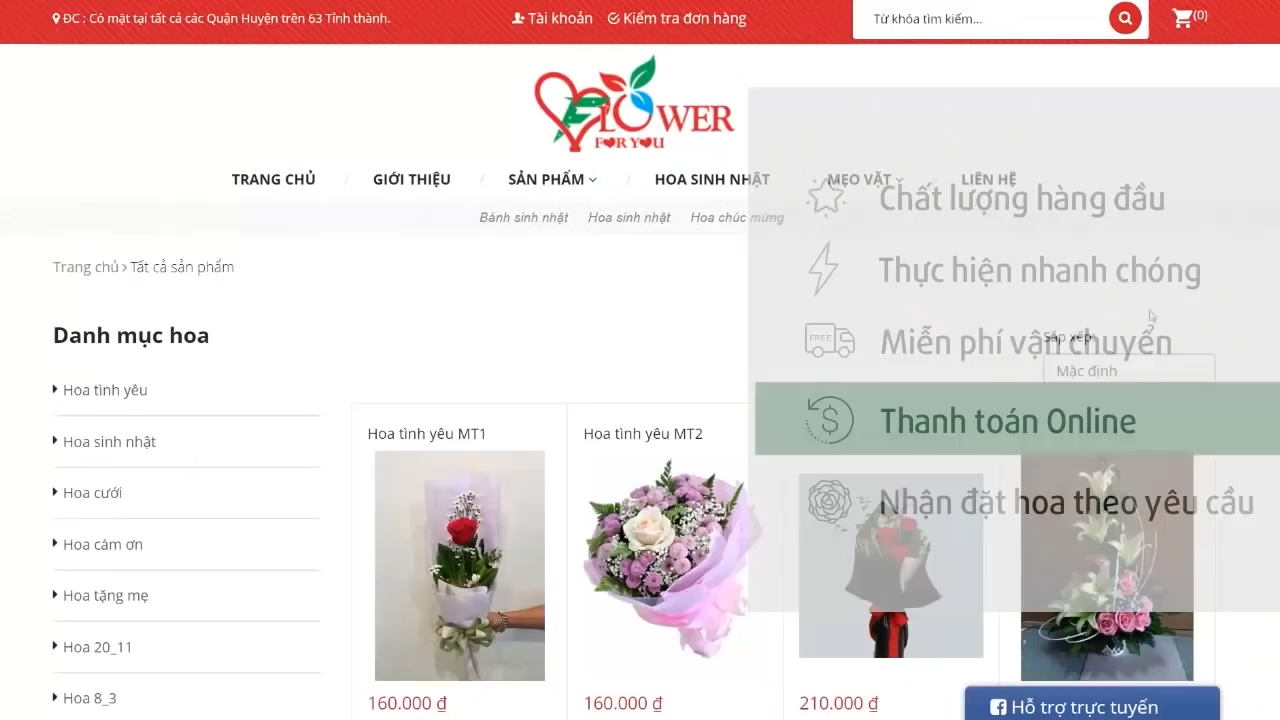 ĐC : Có mặt tại tất cả các Quận Huyện trên 63 Tỉnh thành.
Tài khoản
Kiểm tra đơn hàng
Từ khóa tìm kiếm...
(0)
FLOWER
FOR YOU
TRANG CHỦ / GIỚI THIỆU / SẢN PHẨM / HOA SINH NHẬT
MẸO VẶT
LIÊN HỆ
Bánh sinh nhật Hoa sinh nhật Hoa chúc mừng
Trang chủ > Tất cả sản phẩm
Chất lượng hàng đầu
Thực hiện nhanh chóng
FREE
Miễn phí vận chuyển
Thanh toán Online
Nhận đặt hoa theo yêu cầu
Sắp xếp:
Mặc định
Danh mục hoa
Hoa tình yêu
Hoa sinh nhật
Hoa cưới
Hoa cám ơn
Hoa tặng mẹ
Hoa 20_11
Hoa 8_3
Hoa tình yêu MT1
Hoa tình yêu MT2
160.000 ₫
160.000 ₫
210.000 ₫
Hỗ trợ trực tuyến